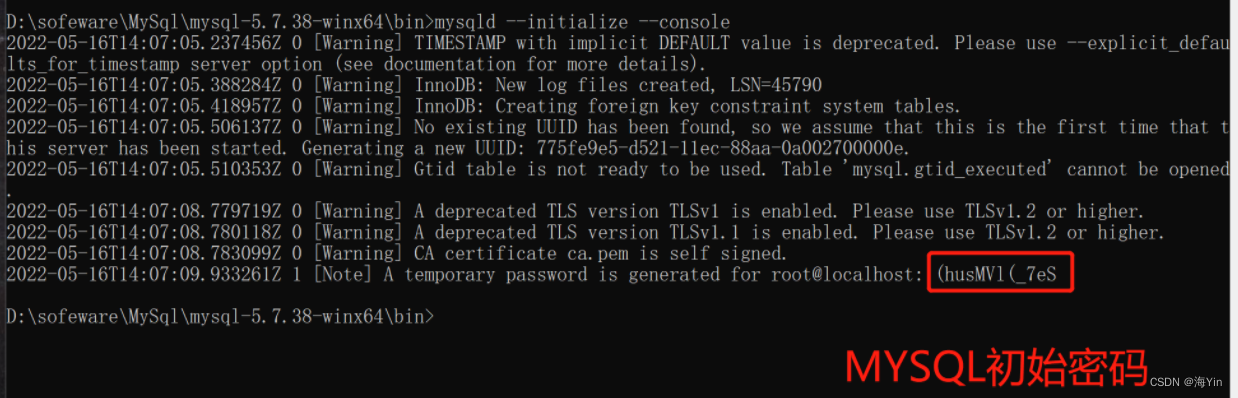 D:\sofeware\MySql\mysql-5.7.38-winx64\bin>mysqld --initialize --console
2022-05-16T14:07:05.237456Z 0 [Warning] TIMESTAMP with implicit DEFAULT value is deprecated. Please use --explicit_defau
lts_for_timestamp server option (see documentation for more details).
2022-05-16T14:07:05.388284Z 0 [Warning] InnoDB: New log files created, LSN=45790
2022-05-16T14:07:05.418957Z 0 [Warning] InnoDB: Creating foreign key constraint system tables.
2022-05-16T14:07:05.506137Z 0 [Warning] No existing UUID has been found, so we assume that this is the first time that t
his server has been started. Generating a new UUID: 775fe9e5-d521-11ec-88aa-0a002700000e.
2022-05-16T14:07:05.510353Z 0 [Warning] Gtid table is not ready to be used. Table 'mysql.gtid_executed' cannot be opened
.
2022-05-16T14:07:08.779719Z 0 [Warning] A deprecated TLS version TLSv1 is enabled. Please use TLSv1.2 or higher.
2022-05-16T14:07:08.780118Z 0 [Warning] A deprecated TLS version TLSv1.1 is enabled. Please use TLSv1.2 or higher.
2022-05-16T14:07:08.783099Z 0 [Warning] CA certificate ca.pem is self signed.
2022-05-16T14:07:09.933261Z 1 [Note] A temporary password is generated for root@localhost: (husMVl(_7eS
D:\sofeware\MySql\mysql-5.7.38-winx64\bin>
MYSQL初始密码
CSDN @海Yin